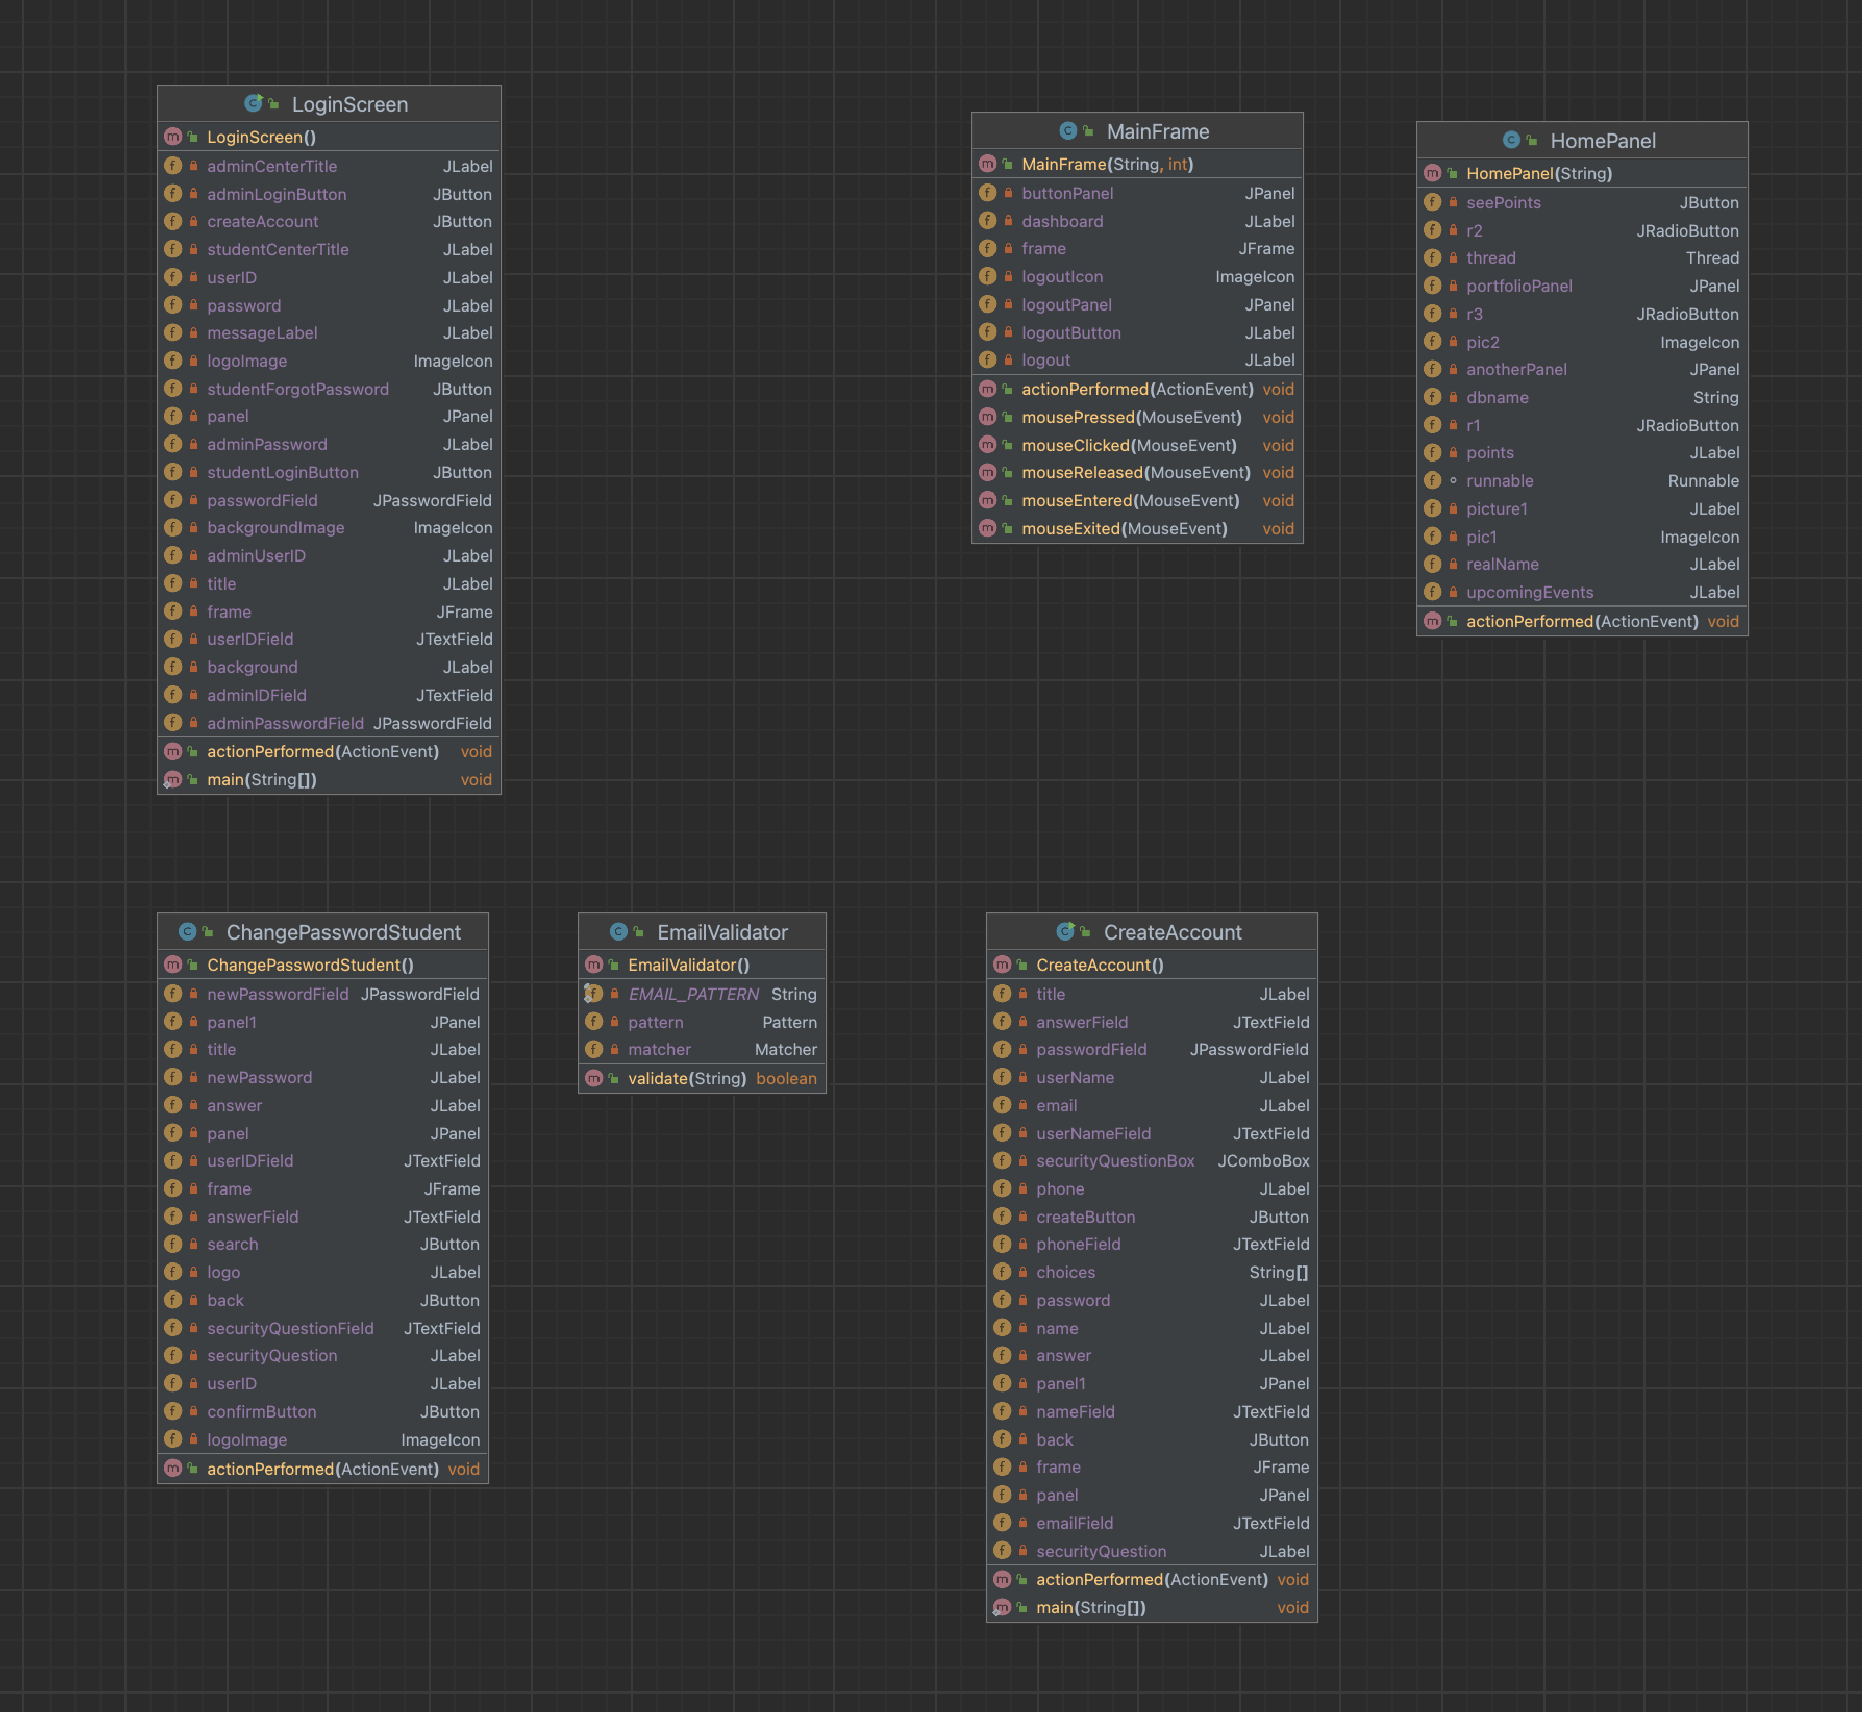 LoginScreen
LoginScreen()
adminCenterTitle JLabel
adminLoginButton JButton
createAccount JButton
studentCenterTitle JLabel
userID JLabel
password JLabel
messageLabel JLabel
logoImage ImageIcon
studentForgotPassword JButton
panel JPanel
adminPassword JLabel
studentLoginButton JButton
passwordField JPasswordField
backgroundImage ImageIcon
adminUserID JLabel
title JLabel
frame JFrame
userIDField JTextField
background JLabel
adminIDField JTextField
adminPasswordField JPasswordField
actionPerformed(ActionEvent) void
main(String[]) void
MainFrame
MainFrame(String, int)
buttonPanel JPanel
dashboard JLabel
frame JFrame
logoutIcon ImageIcon
logoutPanel JPanel
logoutButton JLabel
logout JLabel
actionPerformed(ActionEvent) void
mousePressed(MouseEvent) void
mouseClicked(MouseEvent) void
mouseReleased(MouseEvent) void
mouseEntered(MouseEvent) void
mouseExited(MouseEvent) void
HomePanel
HomePanel(String)
seePoints JButton
r2 JRadioButton
thread Thread
portfolioPanel JPanel
r3 JRadioButton
pic2 ImageIcon
anotherPanel JPanel
dbname String
r1 JRadioButton
points JLabel
runnable Runnable
picture1 JLabel
pic1 ImageIcon
realName JLabel
upcomingEvents JLabel
actionPerformed(ActionEvent) void
ChangePasswordStudent
ChangePasswordStudent()
newPasswordField JPasswordField
panel1 JPanel
title JLabel
newPassword JLabel
answer JLabel
panel JPanel
userIDField JTextField
frame JFrame
answerField JTextField
search JButton
logo JLabel
back JButton
securityQuestionField JTextField
securityQuestion JLabel
userID JLabel
confirmButton JButton
logoImage ImageIcon
actionPerformed(ActionEvent) void
EmailValidator
EmailValidator()
EMAIL_PATTERN String
pattern Pattern
matcher Matcher
validate(String) boolean
CreateAccount
CreateAccount()
title JLabel
answerField JTextField
passwordField JPasswordField
userName JLabel
email JLabel
userNameField JTextField
securityQuestionBox JComboBox
phone JLabel
createButton JButton
phoneField JTextField
choices String[]
password JLabel
name JLabel
answer JLabel
panel1 JPanel
nameField JTextField
back JButton
frame JFrame
panel JPanel
emailField JTextField
securityQuestion JLabel
actionPerformed(ActionEvent) void
main(String[]) void